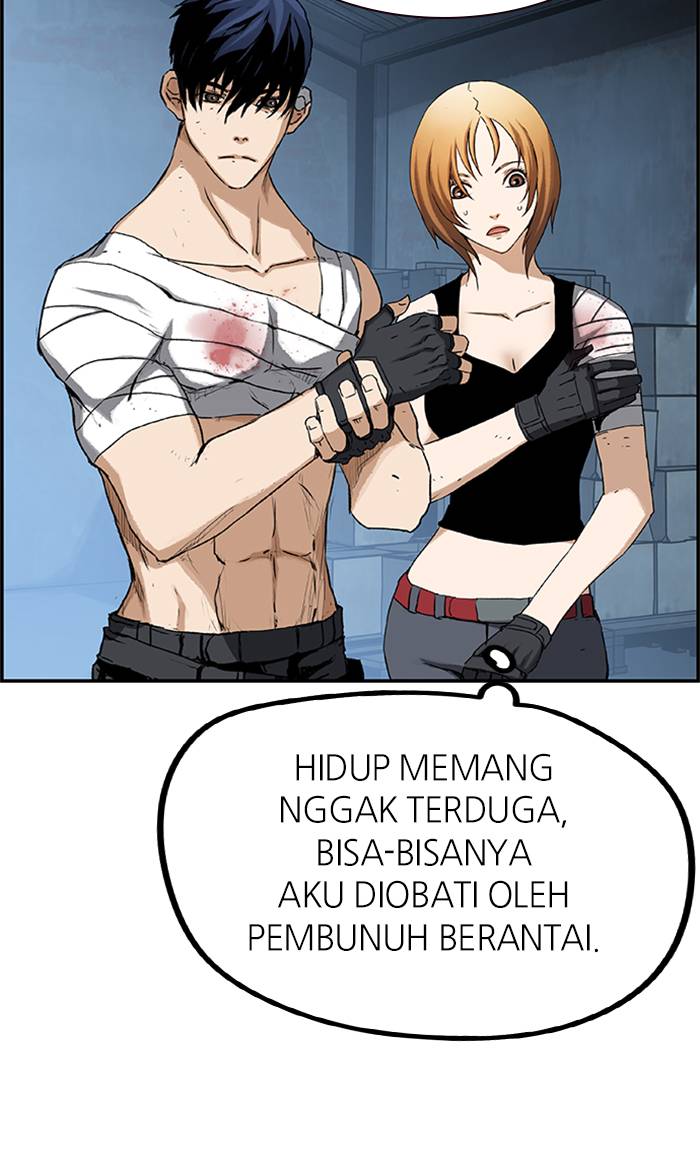 HIDUP MEMANG
NGGAK TERDUGA,
BISA-BISANYA
AKU DIOBATI OLEH
PEMBUNUH BERANTAI.